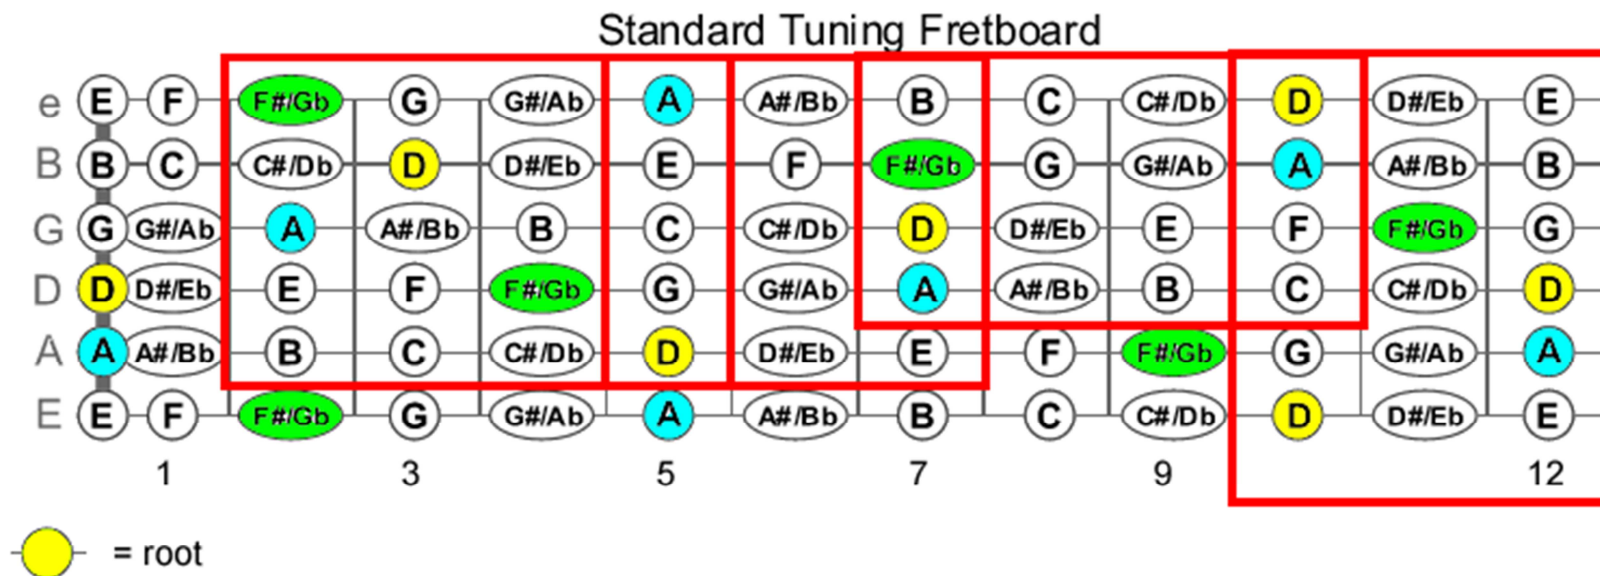 Standard Tuning Fretboard
e E F F#/Gb G G#/Ab A A#/Bb B C C#/Db D D#/Eb E
B B C C#/Db D D#/Eb E F F#/Gb G G#/Ab A A#/Bb B
G G G#/Ab A A#/Bb B C C#/Db D D#/Eb E F F#/Gb G
D D D#/Eb E F F#/Gb G G#/Ab A A#/Bb B C C#/Db D
A A A#/Bb B C C#/Db D D#/Eb E F F#/Gb G G#/Ab A
E E F F#/Gb G G#/Ab A A#/Bb B C C#/Db D D#/Eb E
1 3 5 7 9 12
= root